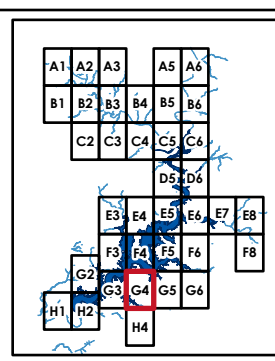 A1 A2 A3 A5 A6
B1 B2 B3 B4 B5 B6
C2 C3 C4 C5 C6
D5 D6
E3 E4 E5 E6 E7 E8
F3 F4 F5 F6 F8
G2
G3 G4 G5 G6
H1 H2
H4